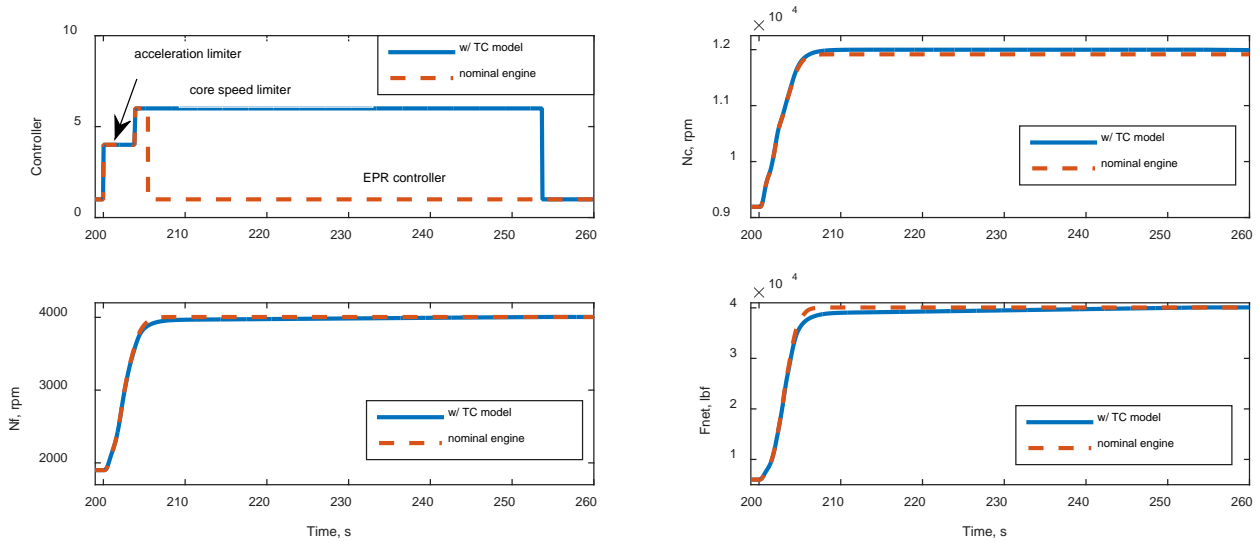 10
5
0
Controller
acceleration limiter
core speed limiter
EPR controller
w/ TC model
nominal engine
200 210 220 230 240 250 260
× 10 4
1.2
1.1
1
0.9
Nc, rpm
w/ TC model
nominal engine
200 210 220 230 240 250 260
4000
3000
2000
Nf, rpm
w/ TC model
nominal engine
200 210 220 230 240 250 260
Time, s
× 10 4
4
3
2
1
Fnet, lbf
w/ TC model
nominal engine
200 210 220 230 240 250 260
Time, s